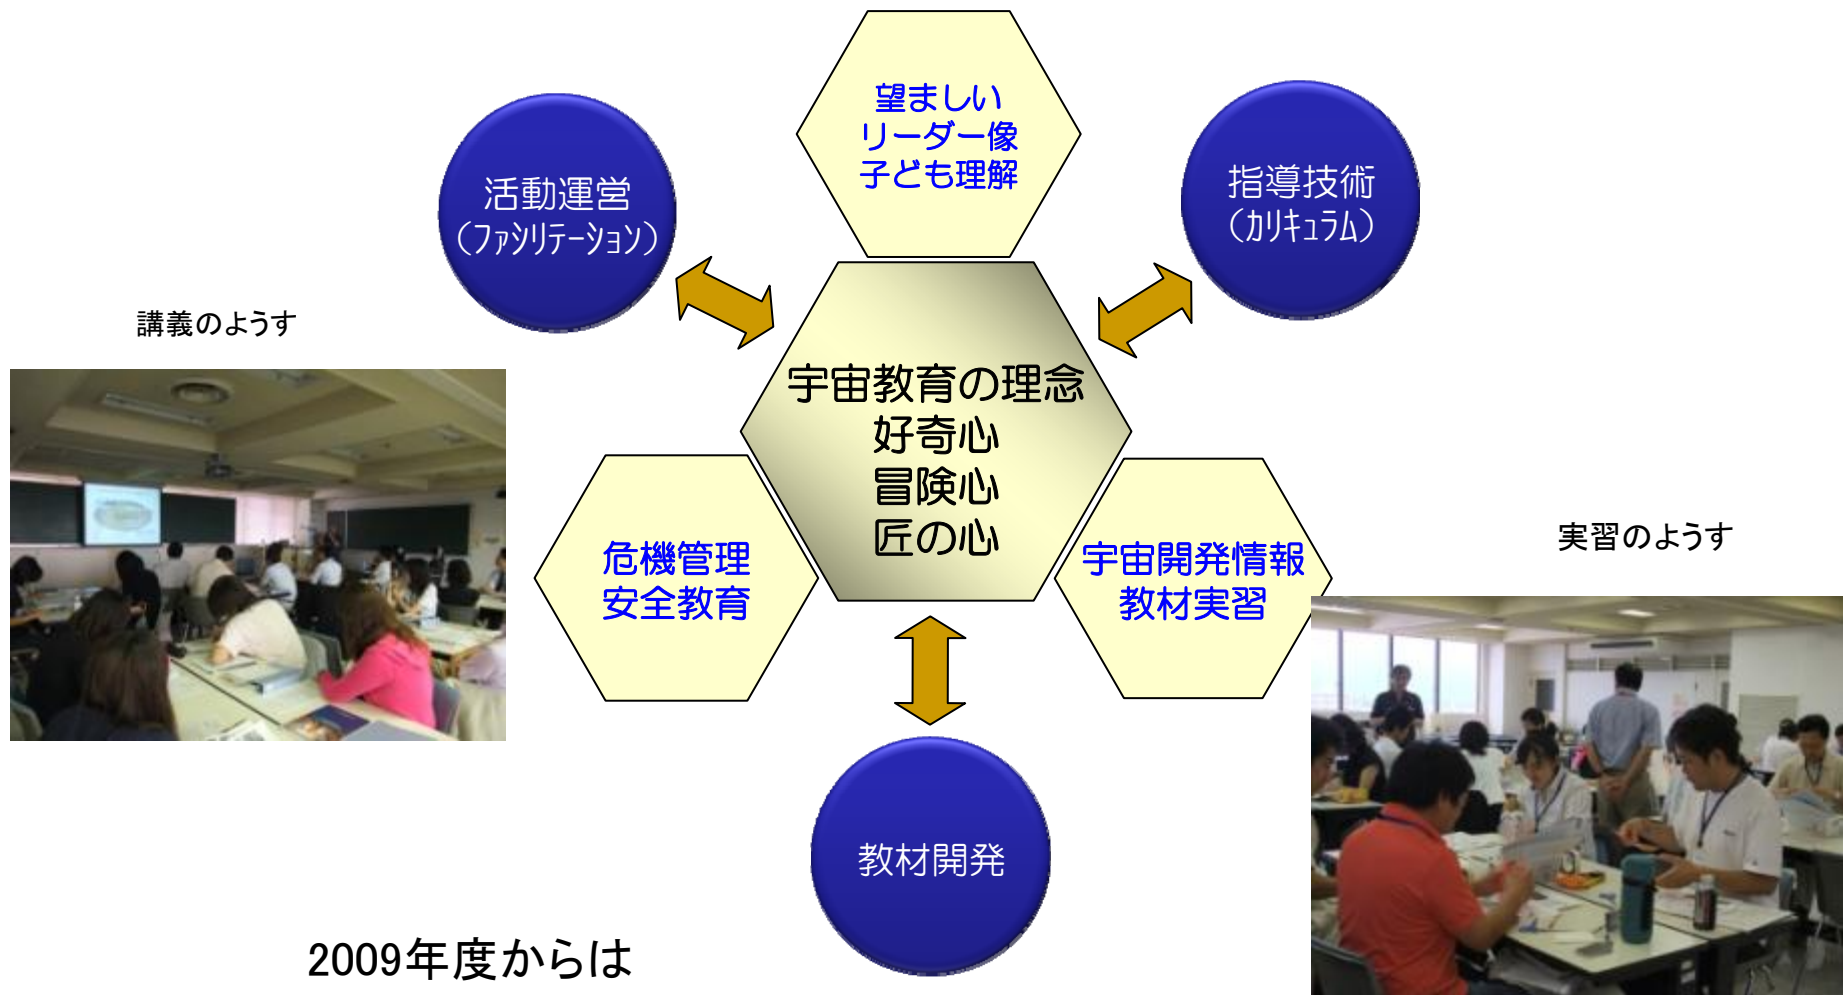 望ましい
リーダー像
子ども理解
活動運営
(ﾌｧｼﾘﾃｰｼｮﾝ)
指導技術
(ｶﾘｷｭﾗﾑ)
講義のようす
宇宙教育の理念
好奇心
冒険心
匠の心
危機管理
安全教育
宇宙開発情報
教材実習
実習のようす
教材開発
2009年度からは